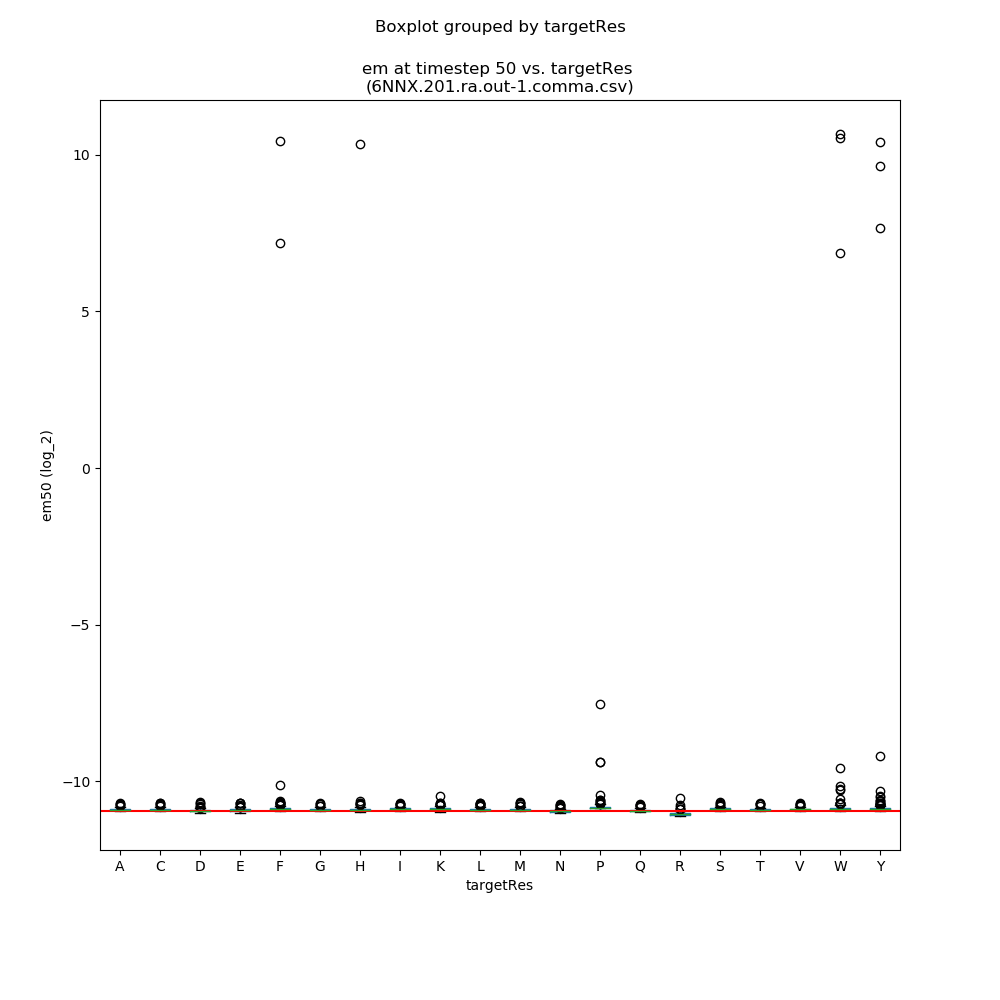 Boxplot grouped by targetRes
em at timestep 50 vs. targetRes
(6NNX.201.ra.out-1.comma.csv)
10
5
0
−5
−10
em50 (log_2)
A C D E F G H I K L M N P Q R S T V W Y
targetRes